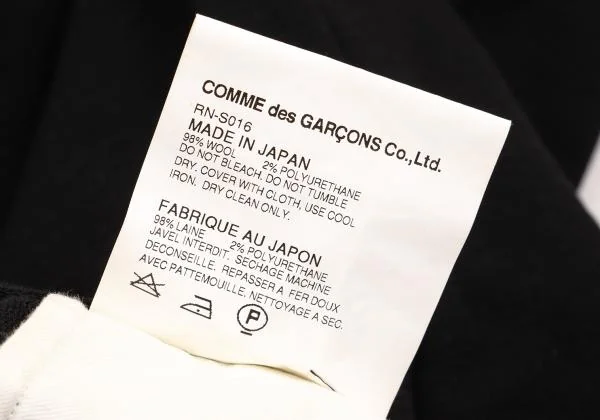 COMME des GARÇONS Co.,Ltd.
RN-S016
MADE IN JAPAN
98% WOOL 2% POLYURETHANE
DO NOT BLEACH. DO NOT TUMBLE
DRY. COVER WITH CLOTH, USE COOL
IRON. DRY CLEAN ONLY.
FABRIQUE AU JAPON
98% LAINE 2% POLYURETHANE
JAVEL INTERDIT. SECHAGE MACHINE
DECONSEILLE. REPASSER A FER DOUX
AVEC PATTEMOUILLE, NETTOYAGE A SEC.
P